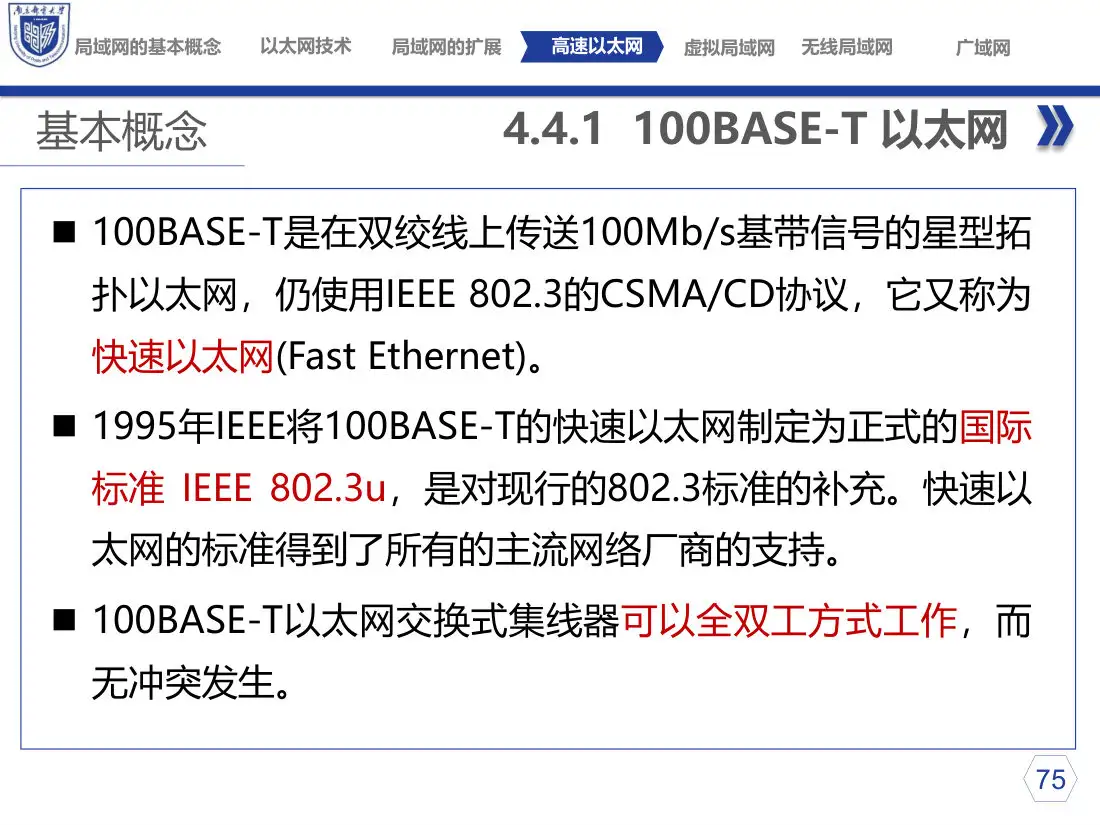 南京邮电大学
局域网的基本概念 以太网技术 局域网的扩展 高速以太网 虚拟局域网 无线局域网 广域网
基本概念 4.4.1 100BASE-T 以太网
■ 100BASE-T是在双绞线上传送100Mb/s基带信号的星型拓
扑以太网，仍使用IEEE 802.3的CSMA/CD协议，它又称为
快速以太网(Fast Ethernet)。
■ 1995年IEEE将100BASE-T的快速以太网制定为正式的国际
标准 IEEE 802.3u，是对现行的802.3标准的补充。快速以
太网的标准得到了所有的主流网络厂商的支持。
■ 100BASE-T以太网交换式集线器可以全双工方式工作，而
无冲突发生。
75